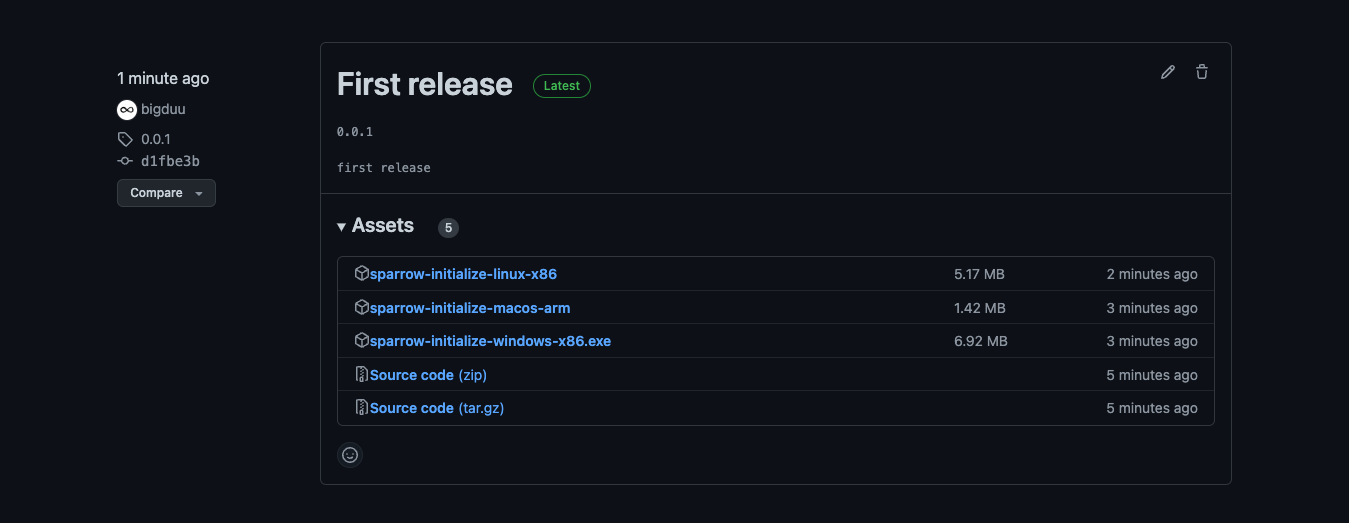 1 minute ago
bigduu
0.0.1
d1fbe3b
Compare
First release Latest
0.0.1
first release
Assets 5
sparrow-initialize-linux-x86 5.17 MB 2 minutes ago
sparrow-initialize-macos-arm 1.42 MB 3 minutes ago
sparrow-initialize-windows-x86.exe 6.92 MB 3 minutes ago
Source code (zip) 5 minutes ago
Source code (tar.gz) 5 minutes ago